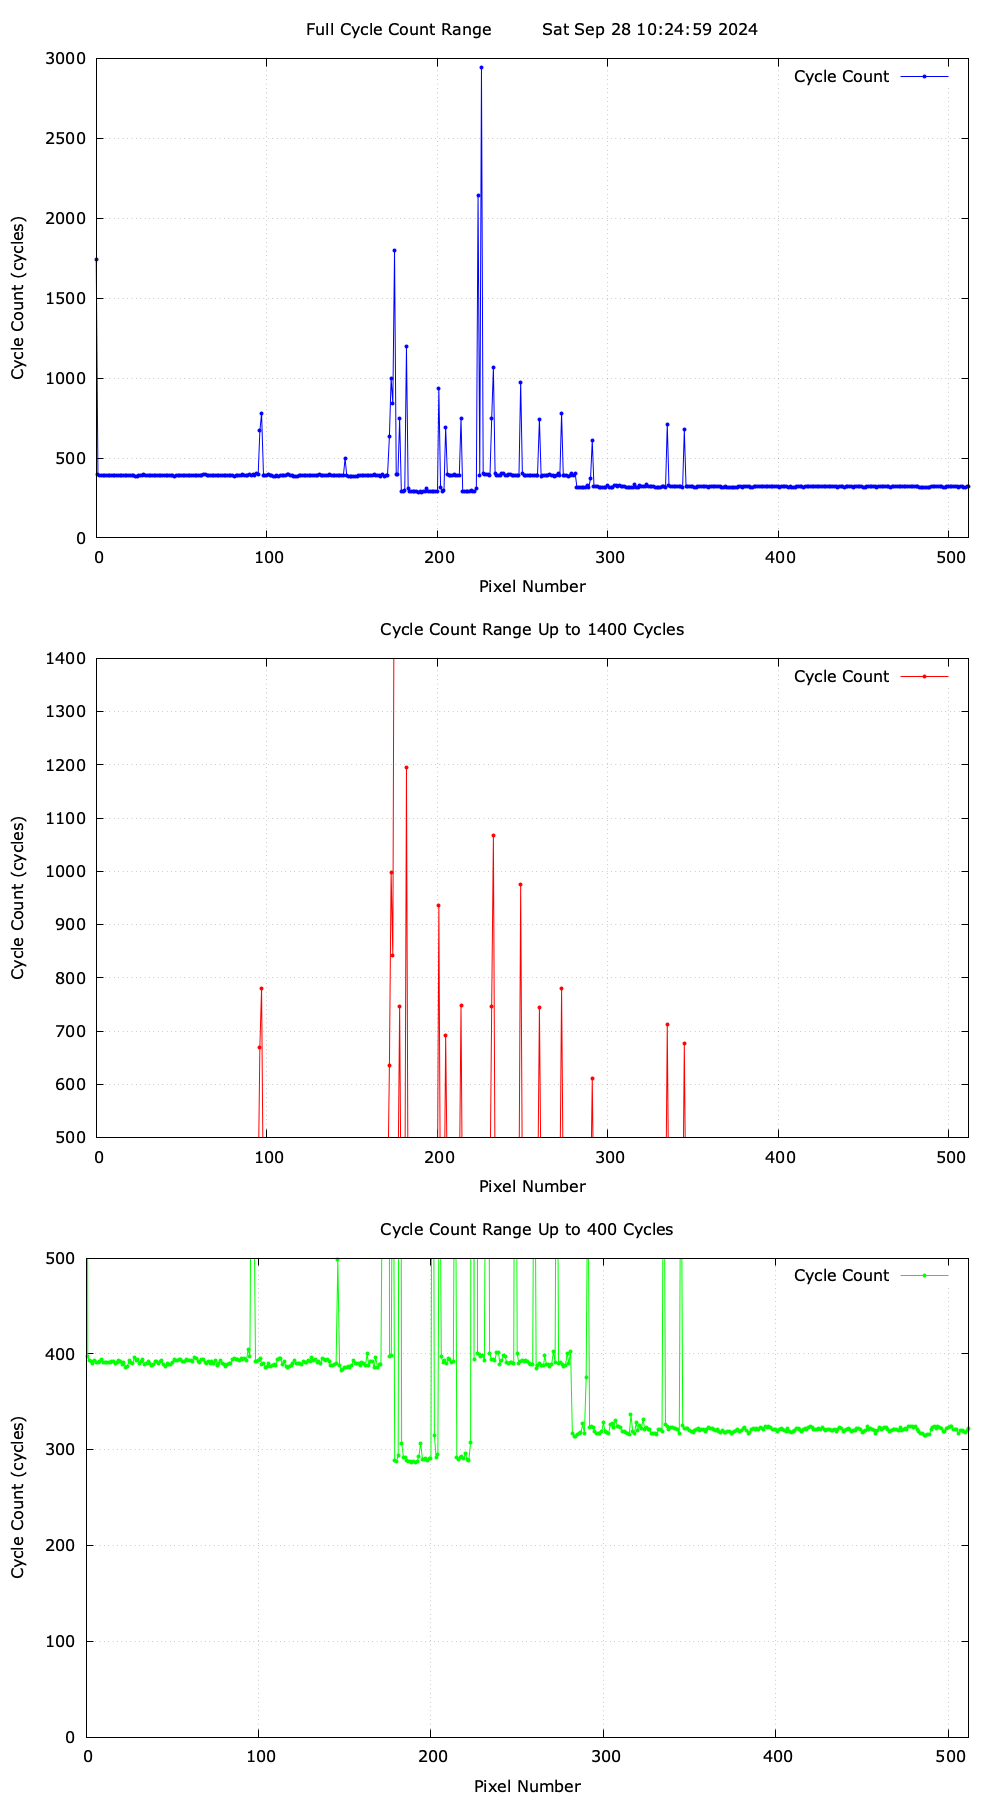 Full Cycle Count Range Sat Sep 28 10:24:59 2024
3000
Cycle Count
2500
2000
1500
1000
500
0
Cycle Count (cycles)
0 100 200 300 400 500
Pixel Number
Cycle Count Range Up to 1400 Cycles
1400
Cycle Count
1300
1200
1100
1000
900
800
700
600
500
Cycle Count (cycles)
0 100 200 300 400 500
Pixel Number
Cycle Count Range Up to 400 Cycles
500
Cycle Count
400
300
200
100
0
Cycle Count (cycles)
0 100 200 300 400 500
Pixel Number